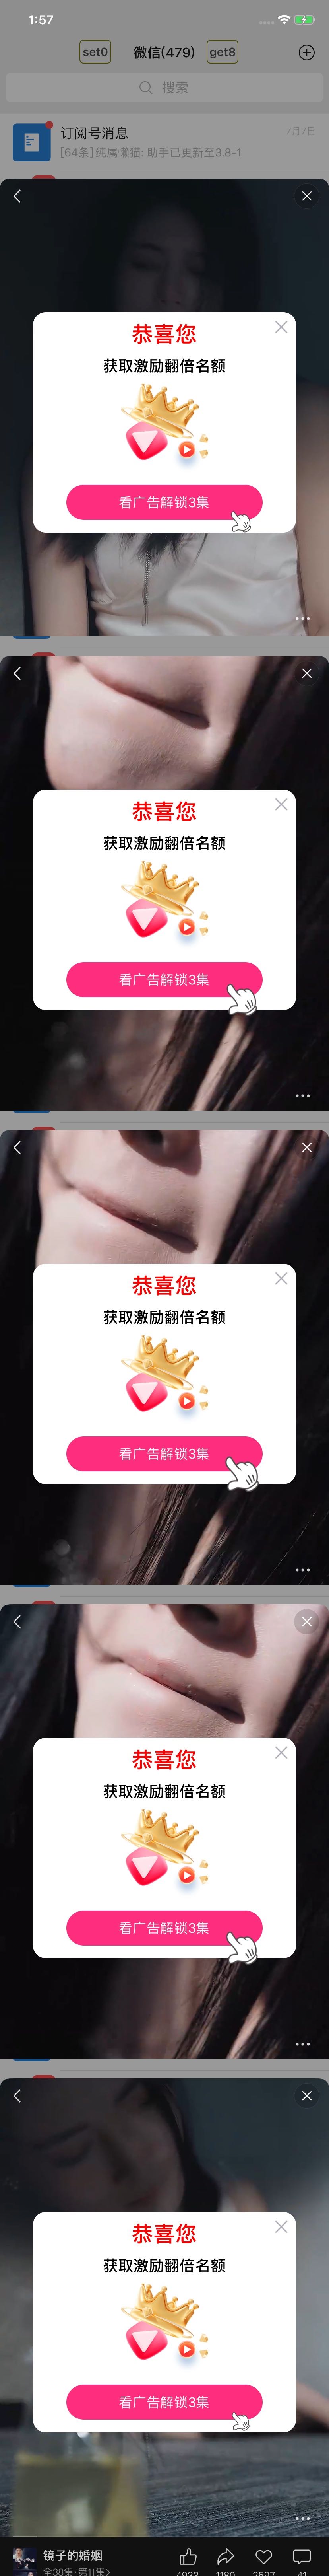 1:57
set0 微信(479) get8
搜索
订阅号消息 7月7日
[64条]纯属懒猫: 助手已更新至3.8-1
恭喜您
获取激励翻倍名额
看广告解锁3集
恭喜您
获取激励翻倍名额
看广告解锁3集
恭喜您
获取激励翻倍名额
看广告解锁3集
恭喜您
获取激励翻倍名额
看广告解锁3集
恭喜您
获取激励翻倍名额
看广告解锁3集
镜子的婚姻
全38集·第11集>
4933 1180 2597 41